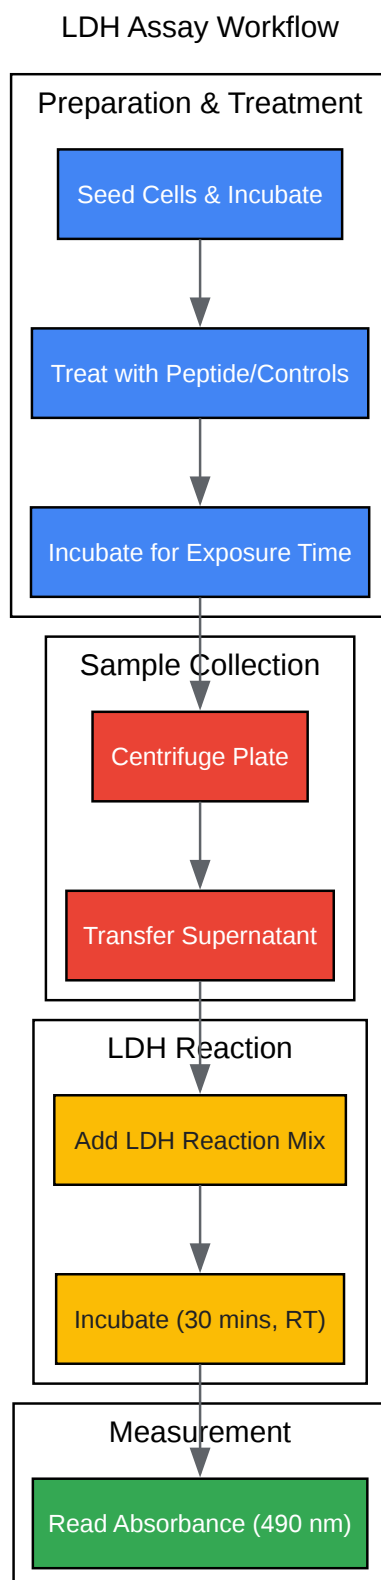 LDH Assay Workflow
Preparation & Treatment
Seed Cells & Incubate
Treat with Peptide/Controls
Incubate for Exposure Time
Sample Collection
Centrifuge Plate
Transfer Supernatant
LDH Reaction
Add LDH Reaction Mix
Incubate (30 mins, RT)
Measurement
Read Absorbance (490 nm)